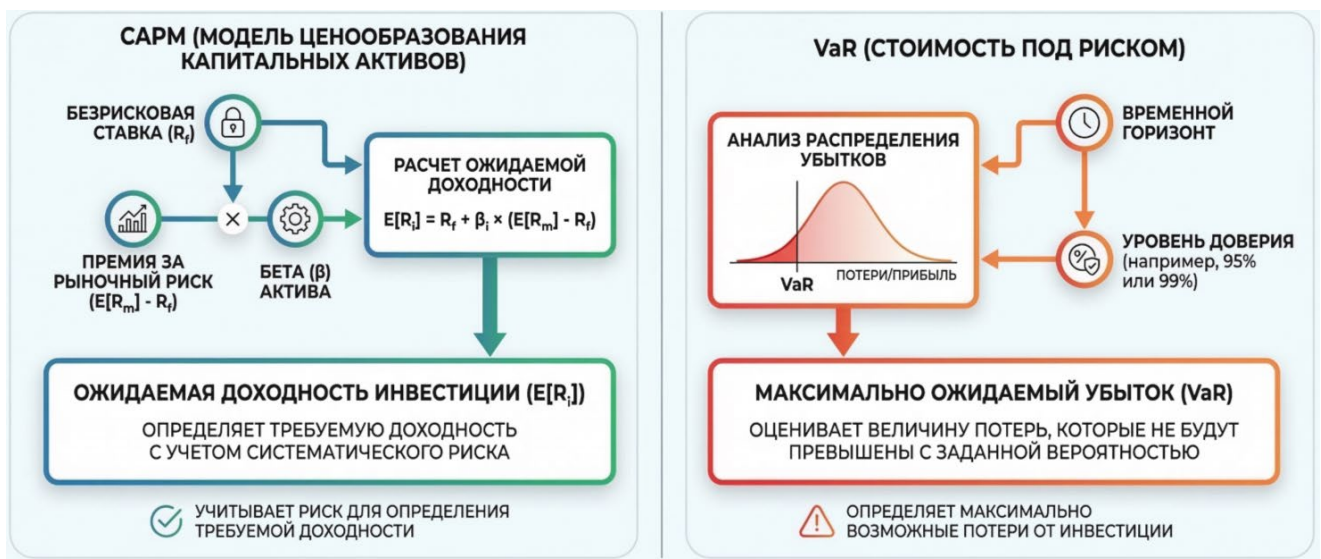 CAPM (МОДЕЛЬ ЦЕНООБРАЗОВАНИЯ
КАПИТАЛЬНЫХ АКТИВОВ)
БЕЗРИСКОВАЯ
СТАВКА (Rf)
×
ПРЕМИЯ ЗА
РЫНОЧНЫЙ РИСК
(E[Rm] - Rf)
БЕТА (β)
АКТИВА
РАСЧЕТ ОЖИДАЕМОЙ
ДОХОДНОСТИ
E[Ri] = Rf + βi × (E[Rm] - Rf)
ОЖИДАЕМАЯ ДОХОДНОСТЬ ИНВЕСТИЦИИ (E[Ri])
ОПРЕДЕЛЯЕТ ТРЕБУЕМУЮ ДОХОДНОСТЬ
С УЧЕТОМ СИСТЕМАТИЧЕСКОГО РИСКА
УЧИТЫВАЕТ РИСК ДЛЯ ОПРЕДЕЛЕНИЯ
ТРЕБУЕМОЙ ДОХОДНОСТИ
VaR (СТОИМОСТЬ ПОД РИСКОМ)
АНАЛИЗ РАСПРЕДЕЛЕНИЯ
УБЫТКОВ
VaR
ПОТЕРИ/ПРИБЫЛЬ
ВРЕМЕННОЙ
ГОРИЗОНТ
%
УРОВЕНЬ ДОВЕРИЯ
(например, 95%
или 99%)
МАКСИМАЛЬНО ОЖИДАЕМЫЙ УБЫТОК (VaR)
ОЦЕНИВАЕТ ВЕЛИЧИНУ ПОТЕРЬ, КОТОРЫЕ НЕ БУДУТ
ПРЕВЫШЕНЫ С ЗАДАННОЙ ВЕРОЯТНОСТЬЮ
ОПРЕДЕЛЯЕТ МАКСИМАЛЬНО
ВОЗМОЖНЫЕ ПОТЕРИ ОТ ИНВЕСТИЦИИ